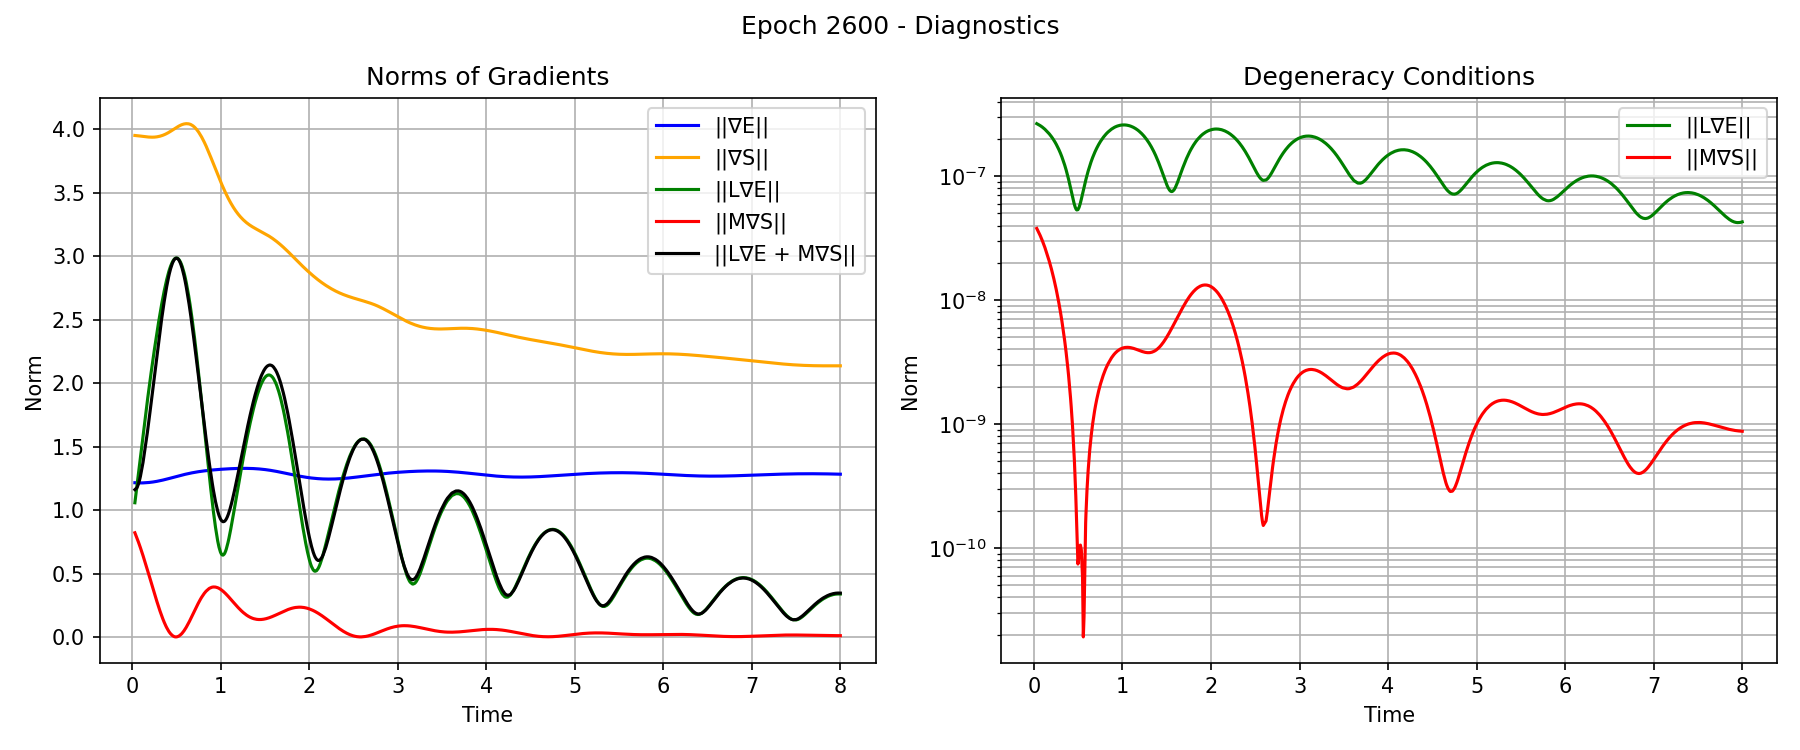 Epoch 2600 - Diagnostics
Norms of Gradients
Norm
4.0
3.5
3.0
2.5
2.0
1.5
1.0
0.5
0.0
||∇E||
||∇S||
||L∇E||
||M∇S||
||L∇E + M∇S||
0 1 2 3 4 5 6 7 8
Time
Degeneracy Conditions
Norm
10⁻⁷
10⁻⁸
10⁻⁹
10⁻¹⁰
||L∇E||
||M∇S||
0 1 2 3 4 5 6 7 8
Time